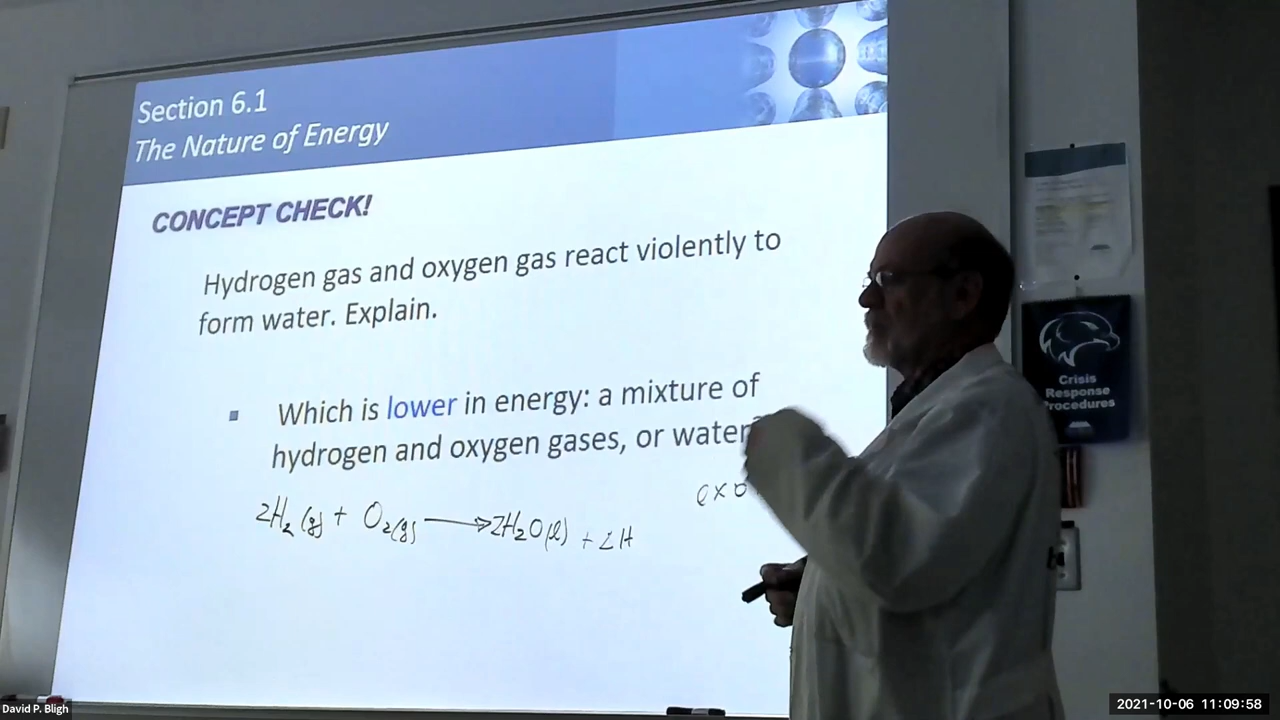 Section 6.1
The Nature of Energy
CONCEPT CHECK!
Hydrogen gas and oxygen gas react violently to
form water. Explain.
Which is lower in energy: a mixture of
hydrogen and oxygen gases, or water
exo
2H₂(g) + O₂(g) ⟶ 2H₂O(l) + ∠H
Crisis
Response
Procedures
David P. Bligh
2021-10-06 11:09:58